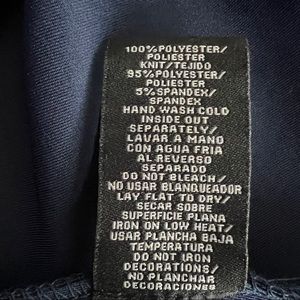 100%POLYESTER/
POLIESTER
KNIT/TEJIDO
95%POLYESTER/
POLIESTER
5%SPANDEX/
SPANDEX
HAND WASH COLD
INSIDE OUT
SEPARATELY/
LAVAR A MANO
CON AGUA FRIA
AL REVERSO
SEPARADO
DO NOT BLEACH/
NO USAR BLANQUEADOR
LAY FLAT TO DRY/
SECAR SOBRE
SUPERFICIE PLANA
IRON ON LOW HEAT/
USAR PLANCHA BAJA
TEMPERATURA
DO NOT IRON
DECORATIONS/
NO PLANCHAR
DECORACIONES